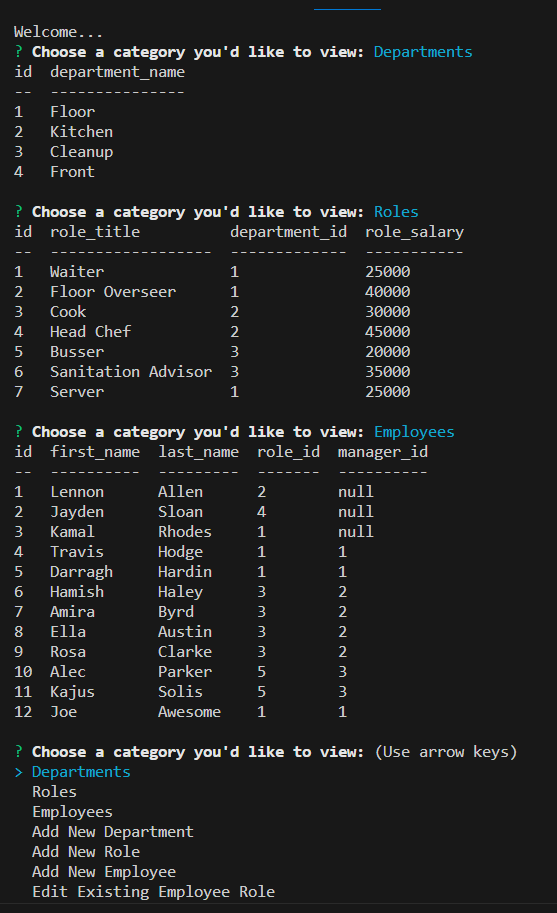 Welcome...
? Choose a category you'd like to view: Departments
id  department_name
--  ---------------
1   Floor
2   Kitchen
3   Cleanup
4   Front
? Choose a category you'd like to view: Roles
id  role_title          department_id  role_salary
--  ------------------  -------------  -----------
1   Waiter              1              25000
2   Floor Overseer      1              40000
3   Cook                2              30000
4   Head Chef           2              45000
5   Busser              3              20000
6   Sanitation Advisor  3              35000
7   Server              1              25000
? Choose a category you'd like to view: Employees
id  first_name  last_name  role_id  manager_id
--  ----------  ---------  -------  ----------
1   Lennon      Allen      2        null
2   Jayden      Sloan      4        null
3   Kamal       Rhodes     1        null
4   Travis      Hodge      1        1
5   Darragh     Hardin     1        1
6   Hamish      Haley      3        2
7   Amira       Byrd       3        2
8   Ella        Austin     3        2
9   Rosa        Clarke     3        2
10  Alec        Parker     5        3
11  Kajus       Solis      5        3
12  Joe         Awesome    1        1
? Choose a category you'd like to view: (Use arrow keys)
> Departments
  Roles
  Employees
  Add New Department
  Add New Role
  Add New Employee
  Edit Existing Employee Role